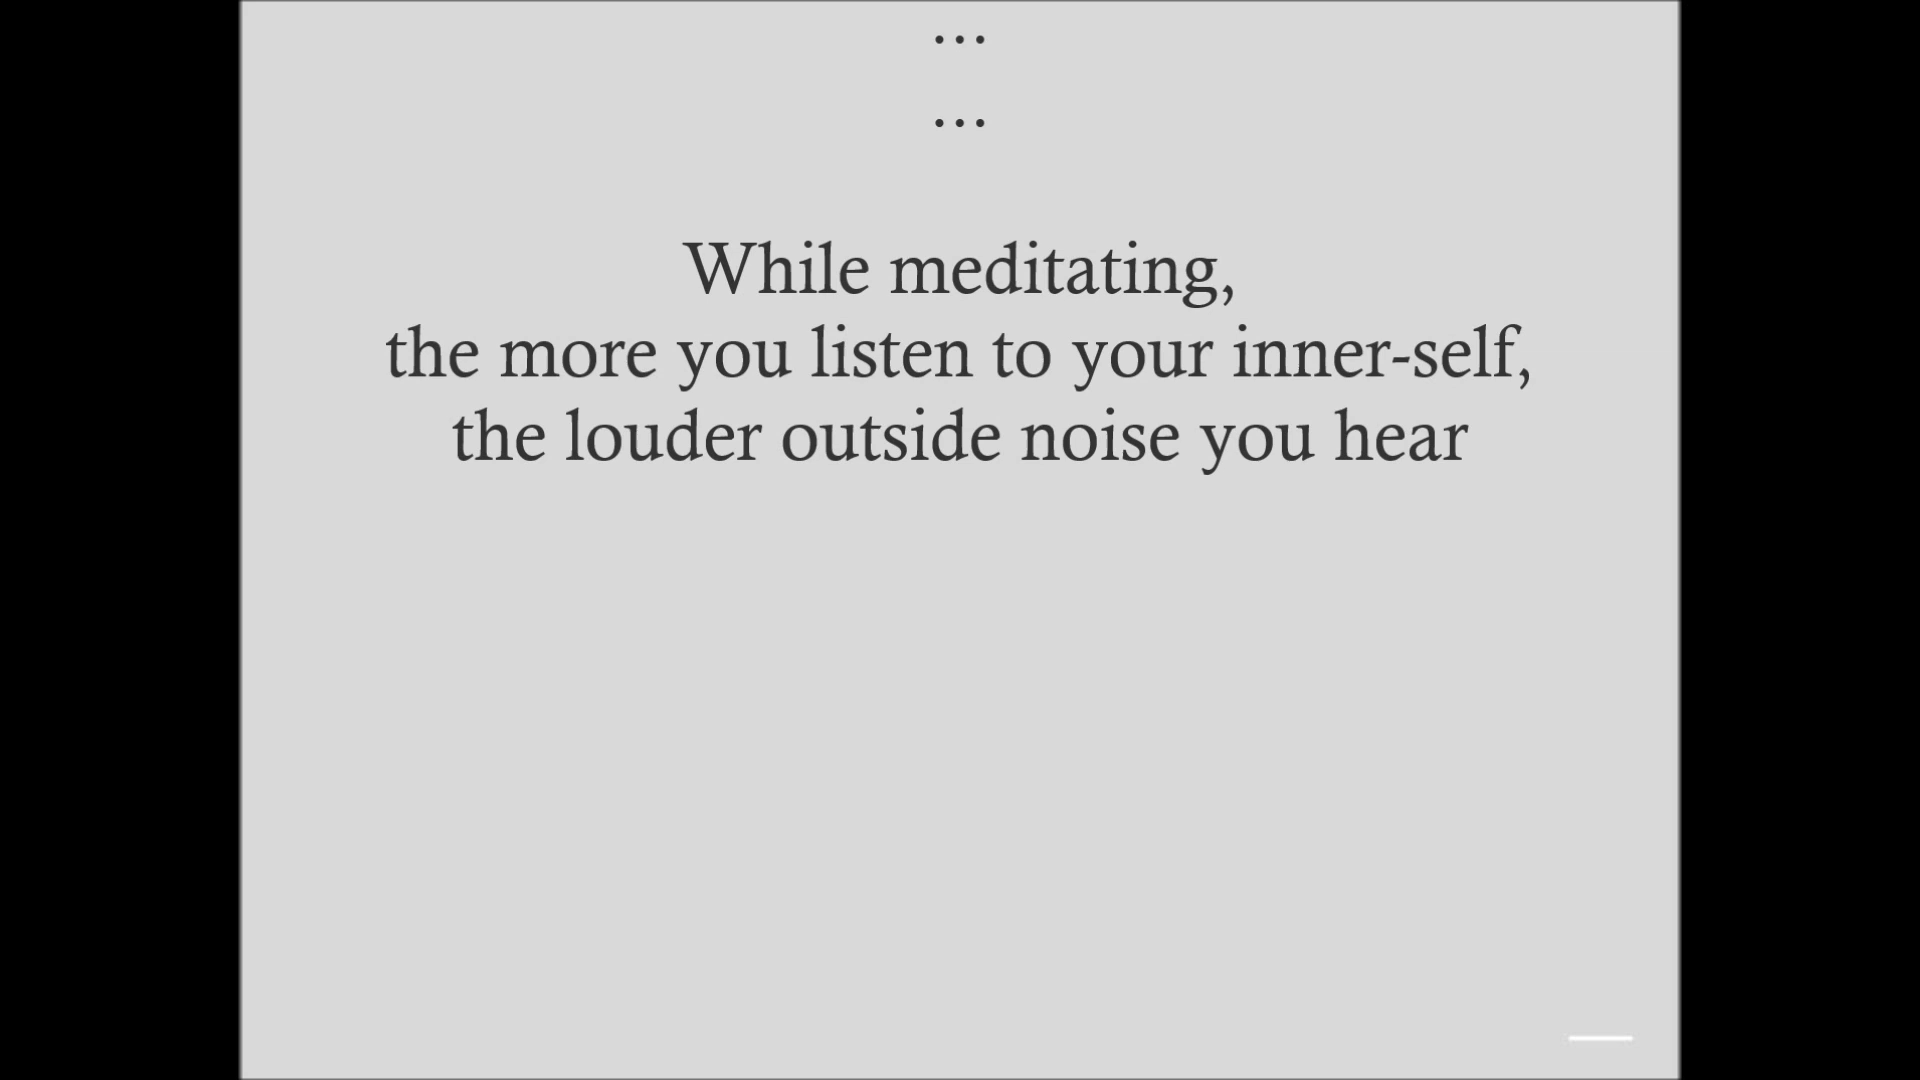 ...
...
While meditating,
the more you listen to your inner-self,
the louder outside noise you hear